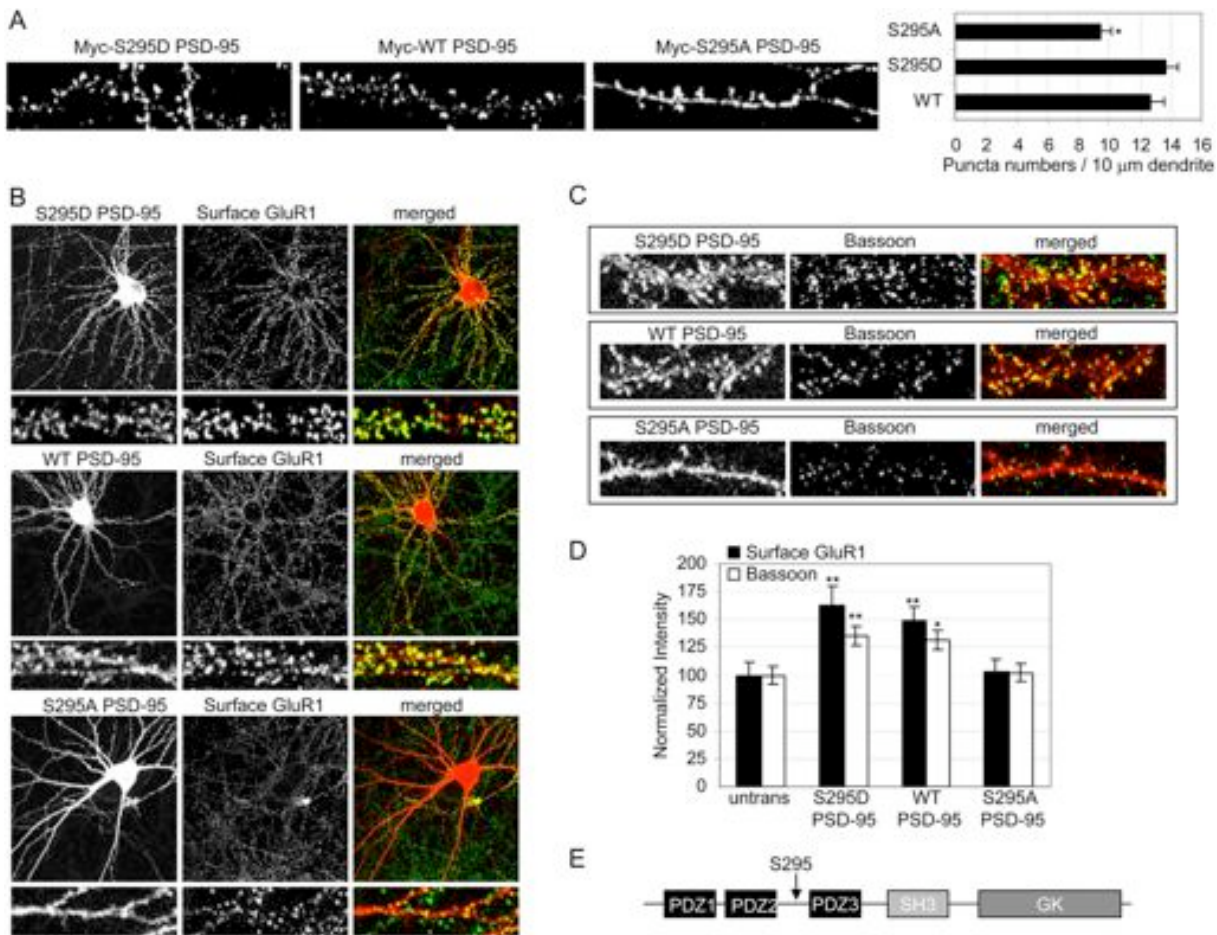 A
Myc-S295D PSD-95 Myc-WT PSD-95 Myc-S295A PSD-95
S295A
*
S295D
WT
0 2 4 6 8 10 12 14 16
Puncta numbers / 10 μm dendrite
B
S295D PSD-95 Surface GluR1 merged
WT PSD-95 Surface GluR1 merged
S295A PSD-95 Surface GluR1 merged
C
S295D PSD-95 Bassoon merged
WT PSD-95 Bassoon merged
S295A PSD-95 Bassoon merged
D
Surface GluR1
Bassoon
Normalized Intensity
200
175
150
125
100
75
50
25
0
** ** ** *
untrans S295D PSD-95 WT PSD-95 S295A PSD-95
E
S295
PDZ1 PDZ2 PDZ3 SH3 GK